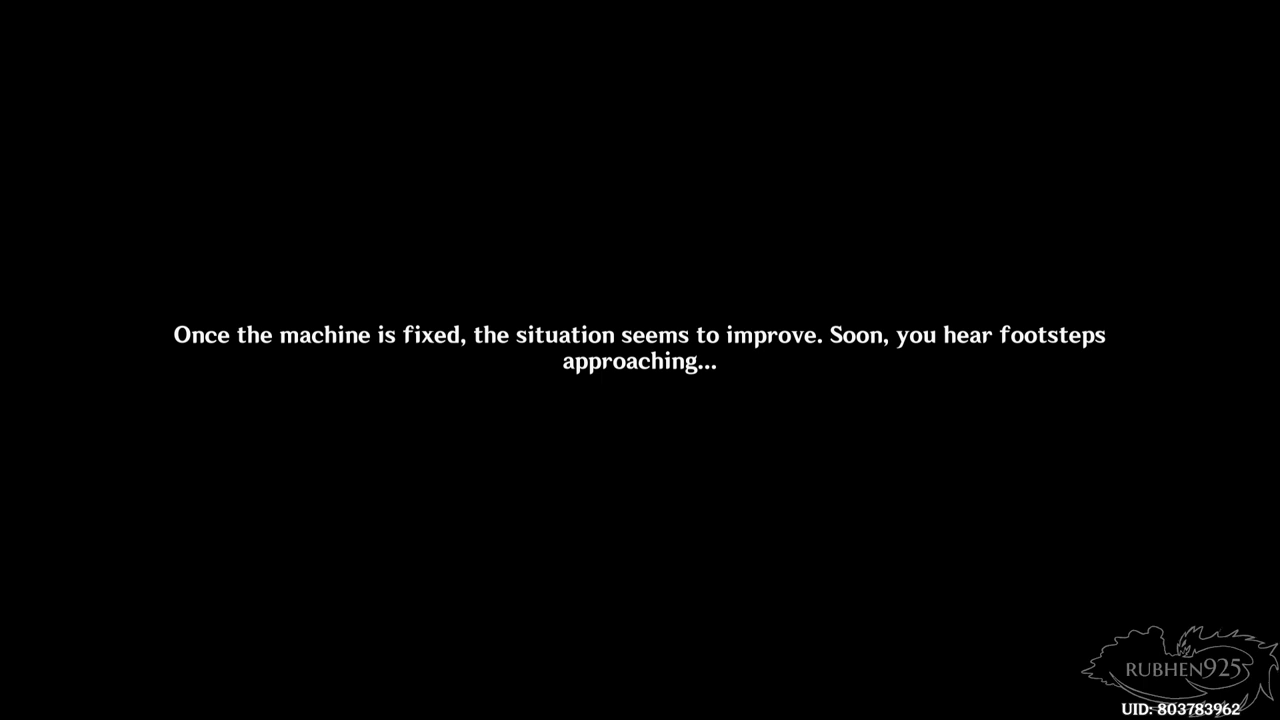 Once the machine is fixed, the situation seems to improve. Soon, you hear footsteps
approaching...
RUBHEN925
UID: 803783962